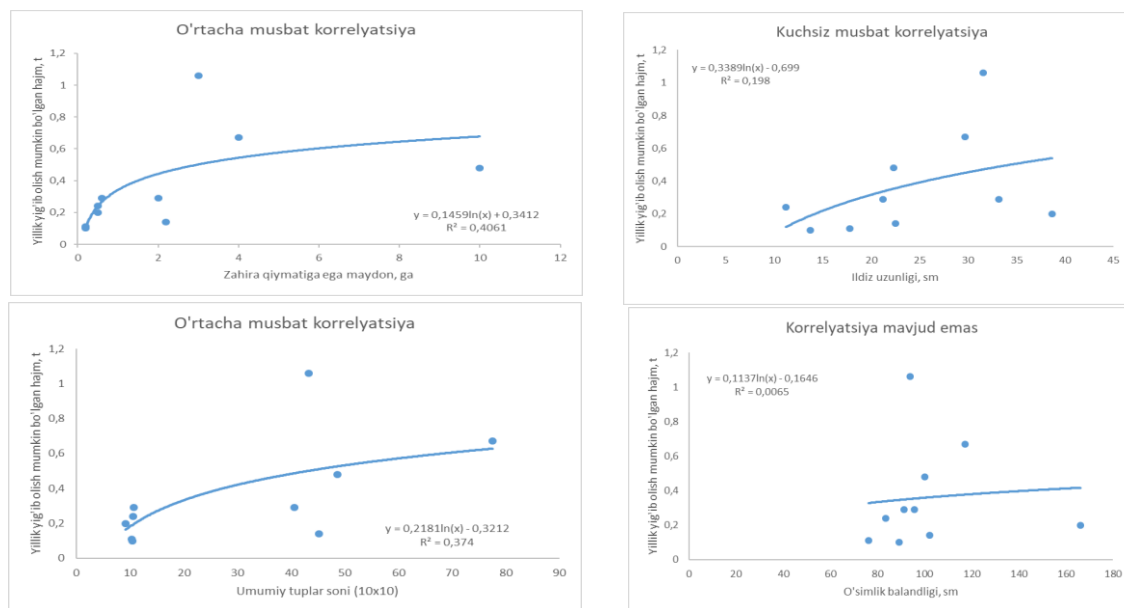 O'rtacha musbat korrelyatsiya
Yillik yig'ib olish mumkin bo'lgan hajm, t
1,2
1
0,8
0,6
0,4
0,2
0
y = 0,1459ln(x) + 0,3412
R² = 0,4061
0 2 4 6 8 10 12
Zahira qiymatiga ega maydon, ga
Kuchsiz musbat korrelyatsiya
Yillik yig'ib olish mumkin bo'lgan hajm, t
1,2
1
0,8
0,6
0,4
0,2
0
y = 0,3389ln(x) - 0,699
R² = 0,198
0 5 10 15 20 25 30 35 40 45
Ildiz uzunligi, sm
O'rtacha musbat korrelyatsiya
Yillik yig'ib olish mumkin bo'lgan hajm, t
1,2
1
0,8
0,6
0,4
0,2
0
y = 0,2181ln(x) - 0,3212
R² = 0,374
0 10 20 30 40 50 60 70 80 90
Umumiy tuplar soni (10x10)
Korrelyatsiya mavjud emas
Yillik yig'ib olish mumkin bo'lgan hajm, t
1,2
1
0,8
0,6
0,4
0,2
0
y = 0,1137ln(x) - 0,1646
R² = 0,0065
0 20 40 60 80 100 120 140 160 180
O'simlik balandligi, sm